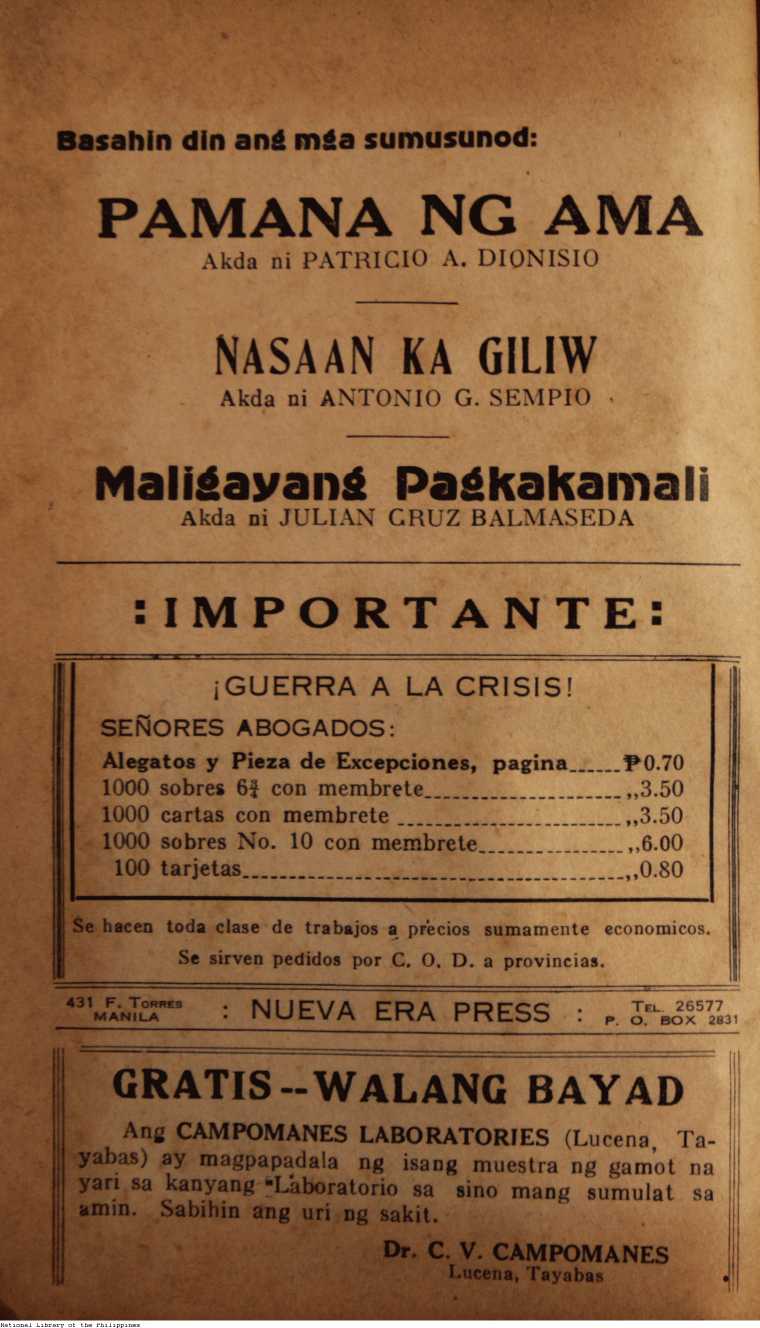 Basahin din ang mga sumusunod:
PAMANA NG AMA
Akda ni PATRICIO A. DIONISIO
NASAAN KA GILIW
Akda ni ANTONIO G. SEMPIO
Maligayang Pagkakamali
Akda ni JULIAN CRUZ BALMASEDA
:IMPORTANTE:
¡GUERRA A LA CRISIS!
SEÑORES ABOGADOS:
Alegatos y Pieza de Excepciones, pagina______₱0.70
1000 sobres 6¾ con membrete____________________,,3.50
1000 cartas con membrete ____________________,,3.50
1000 sobres No. 10 con membrete_______________,,6.00
100 tarjetas_____________________________________,,0.80
Se hacen toda clase de trabajos a precios sumamente economicos.
Se sirven pedidos por C. O. D. a provincias.
431 F. TORRES
MANILA
: NUEVA ERA PRESS :
TEL. 26577
P. O. BOX 2831
GRATIS--WALANG BAYAD
Ang CAMPOMANES LABORATORIES (Lucena, Ta-
yabas) ay magpapadala ng isang muestra ng gamot na
yari sa kanyang "Laboratorio sa sino mang sumulat sa
amin. Sabihin ang uri ng sakit.
Dr. C. V. CAMPOMANES
Lucena, Tayabas
National Library of the Philippines